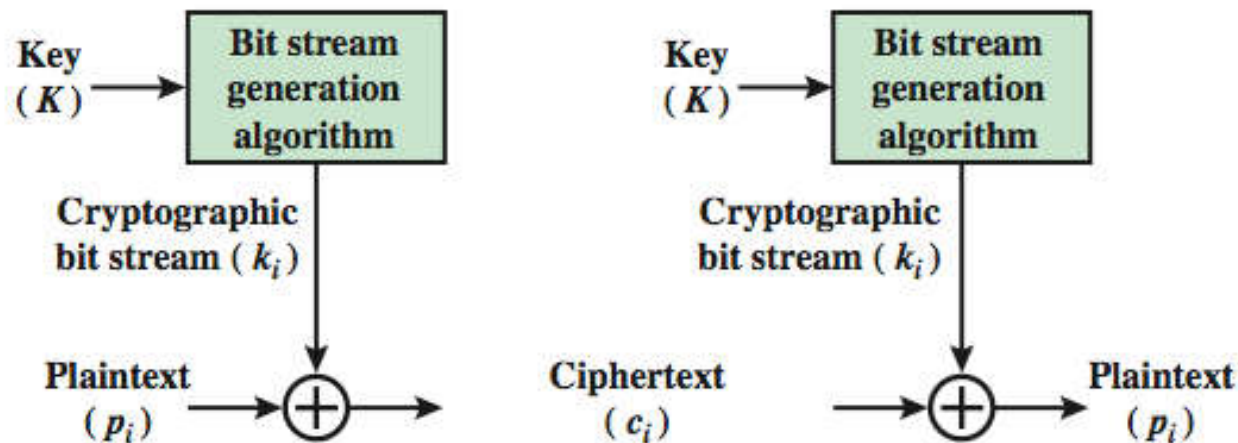 Key
(K)
Bit stream
generation
algorithm
Cryptographic
bit stream (kᵢ)
Plaintext
(pᵢ)
Key
(K)
Bit stream
generation
algorithm
Cryptographic
bit stream (kᵢ)
Ciphertext
(cᵢ)
Plaintext
(pᵢ)